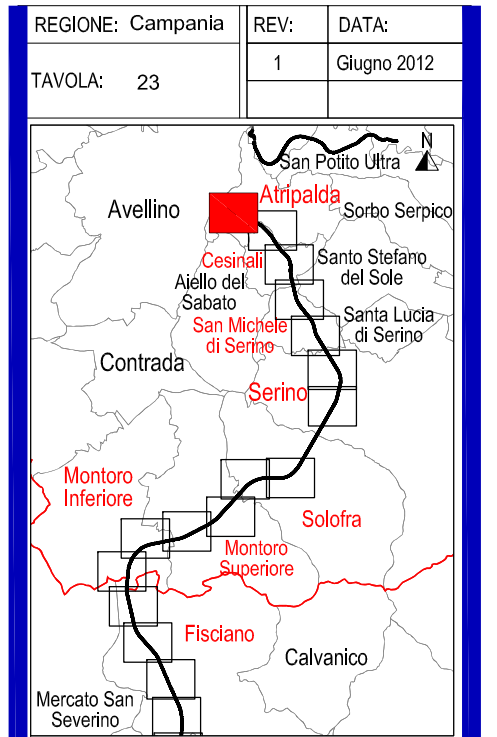 REGIONE: Campania
REV:
DATA:
TAVOLA: 23
1
Giugno 2012
N
San Potito Ultra
Atripalda
Avellino
Sorbo Serpico
Cesinali
Santo Stefano
del Sole
Aiello del
Sabato
San Michele
di Serino
Santa Lucia
di Serino
Contrada
Serino
Montoro
Inferiore
Solofra
Montoro
Superiore
Fisciano
Calvanico
Mercato San
Severino